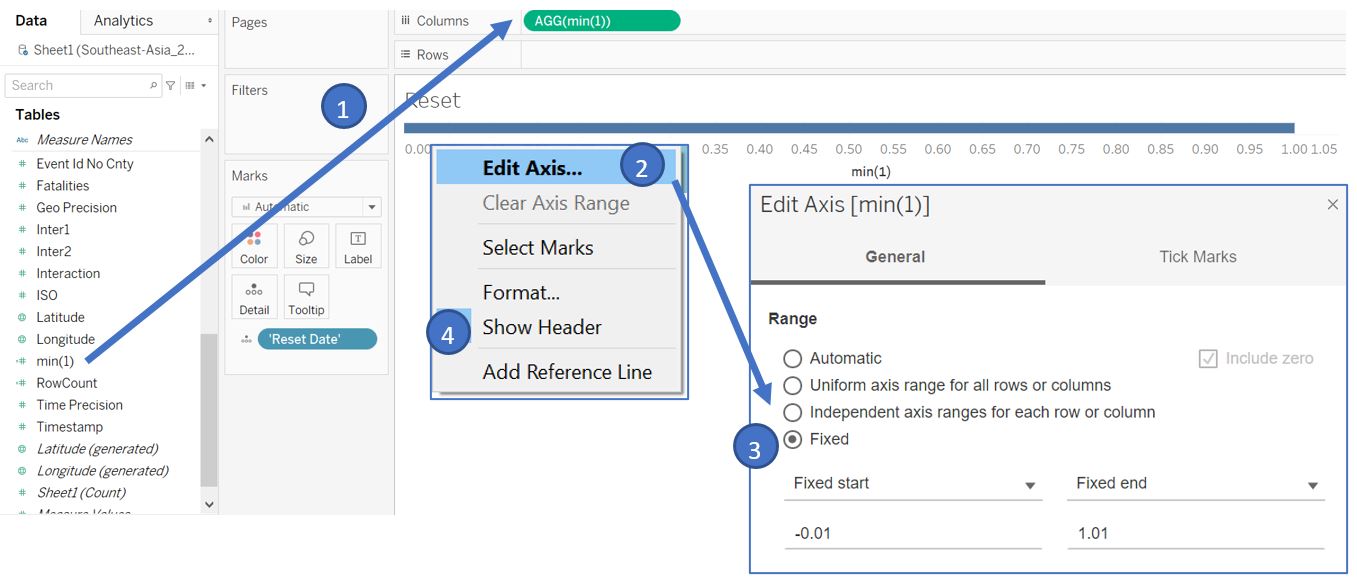 Data
Analytics
Sheet1 (Southeast-Asia_2...
Search
Tables
Abc Measure Names
# Event Id No Cnty
# Fatalities
# Geo Precision
# Inter1
# Inter2
# Interaction
# ISO
Latitude
Longitude
min(1)
RowCount
# Time Precision
# Timestamp
Latitude (generated)
Longitude (generated)
# Sheet1 (Count)
# Measure Values
Pages
Filters
1
Marks
Automatic
Color
Size
Label
Detail
Tooltip
'Reset Date'
Columns
AGG(min(1))
Rows
Reset
0.00
0.35 0.40 0.45 0.50 0.55 0.60 0.65 0.70 0.75 0.80 0.85 0.90 0.95 1.00 1.05
min(1)
Edit Axis...
2
Clear Axis Range
Select Marks
Format...
4
Show Header
Add Reference Line
Edit Axis [min(1)]
×
General
Tick Marks
Range
Automatic
Include zero
Uniform axis range for all rows or columns
Independent axis ranges for each row or column
3
Fixed
Fixed start
Fixed end
-0.01
1.01